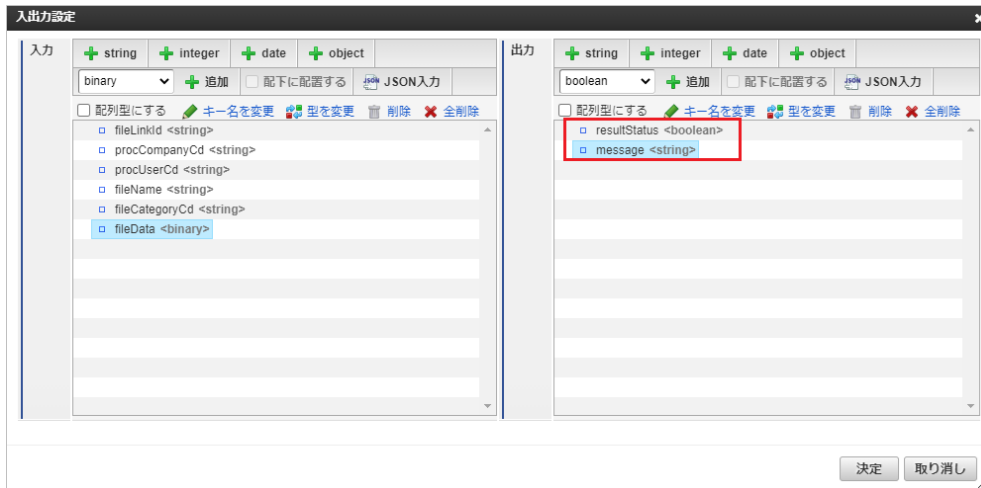 入出力設定
入力
string integer date object
binary 追加 配下に配置する JSON入力
配列型にする キー名を変更 型を変更 削除 全削除
fileLinkId <string>
procCompanyCd <string>
procUserCd <string>
fileName <string>
fileCategoryCd <string>
fileData <binary>
出力
string integer date object
boolean 追加 配下に配置する JSON入力
配列型にする キー名を変更 型を変更 削除 全削除
resultStatus <boolean>
message <string>
決定 取り消し